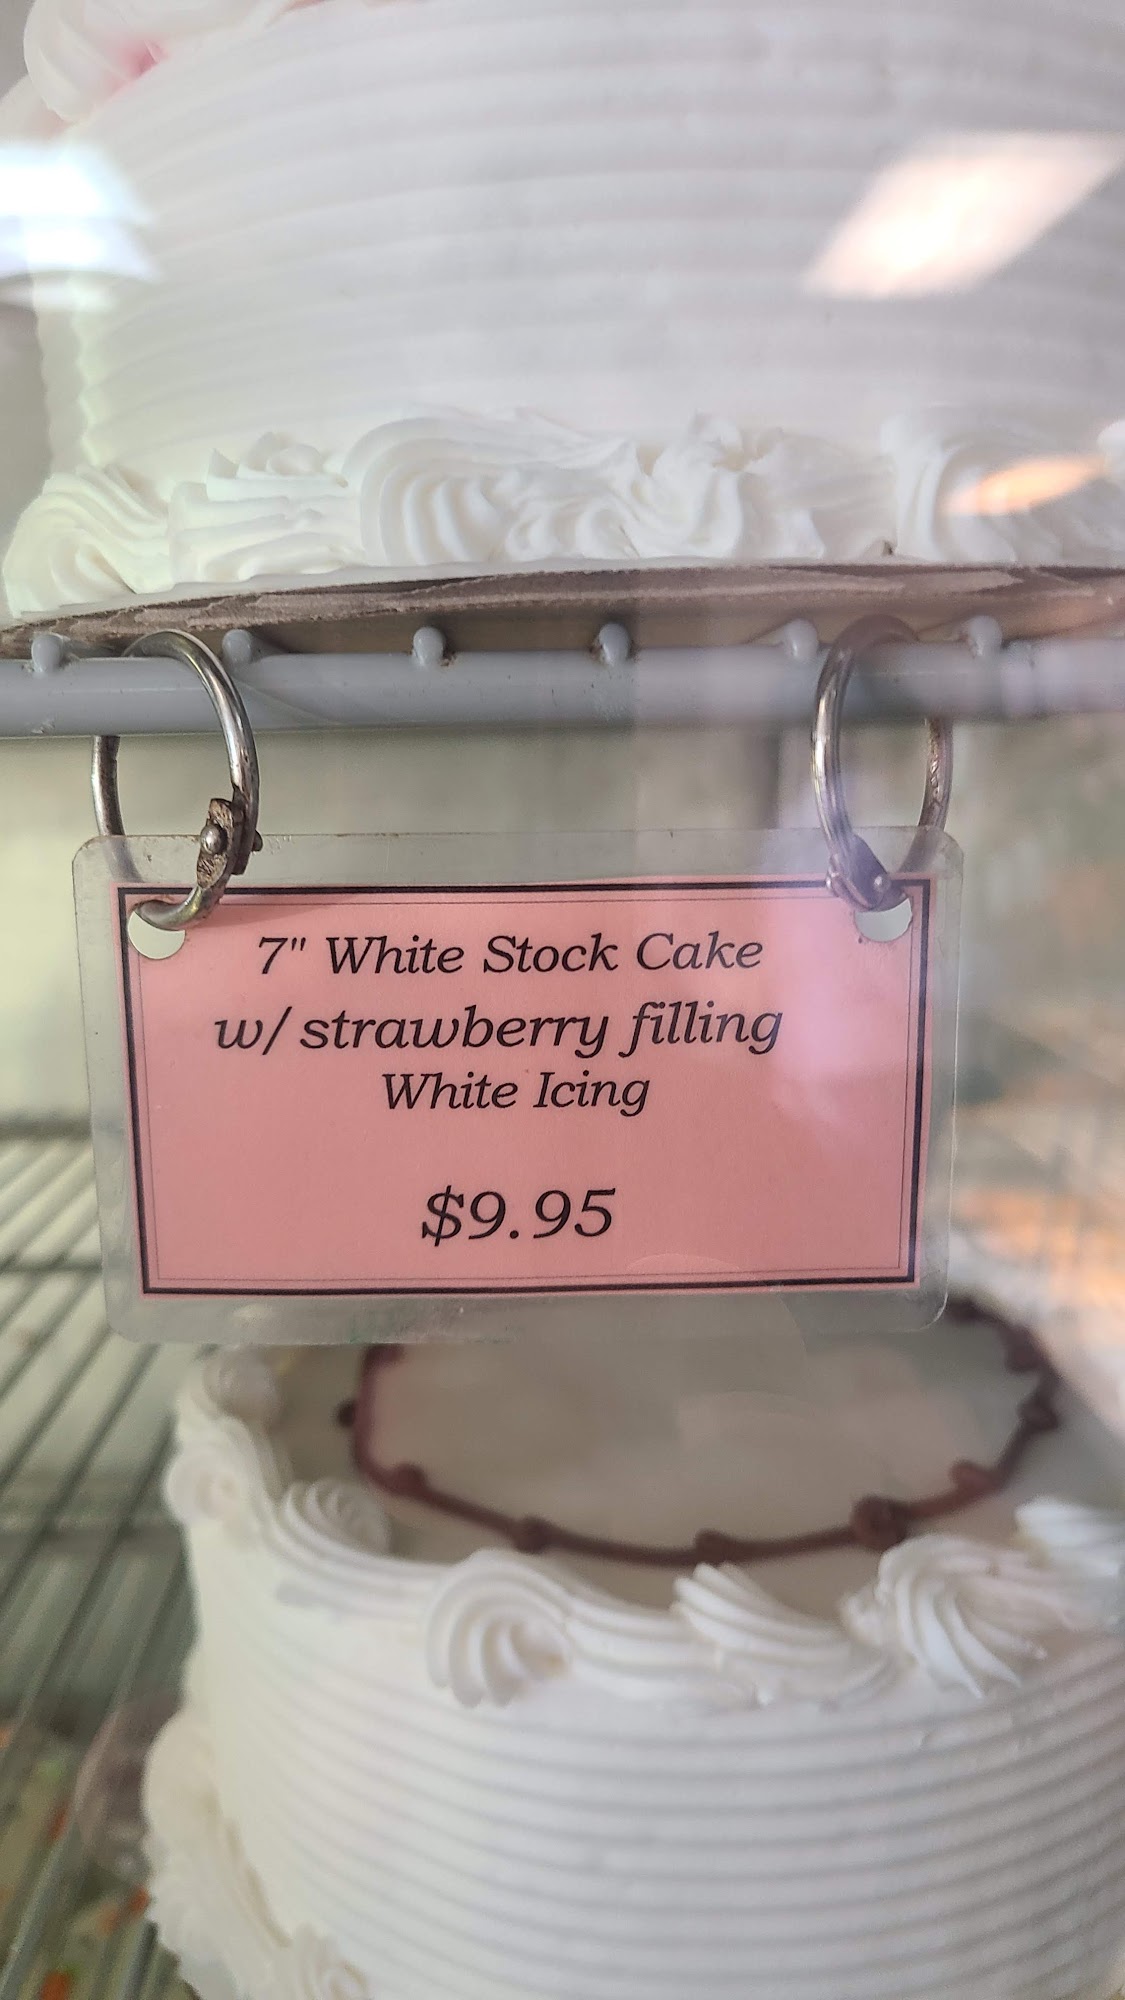 7" White Stock Cake
w/ strawberry filling
White Icing
$9.95